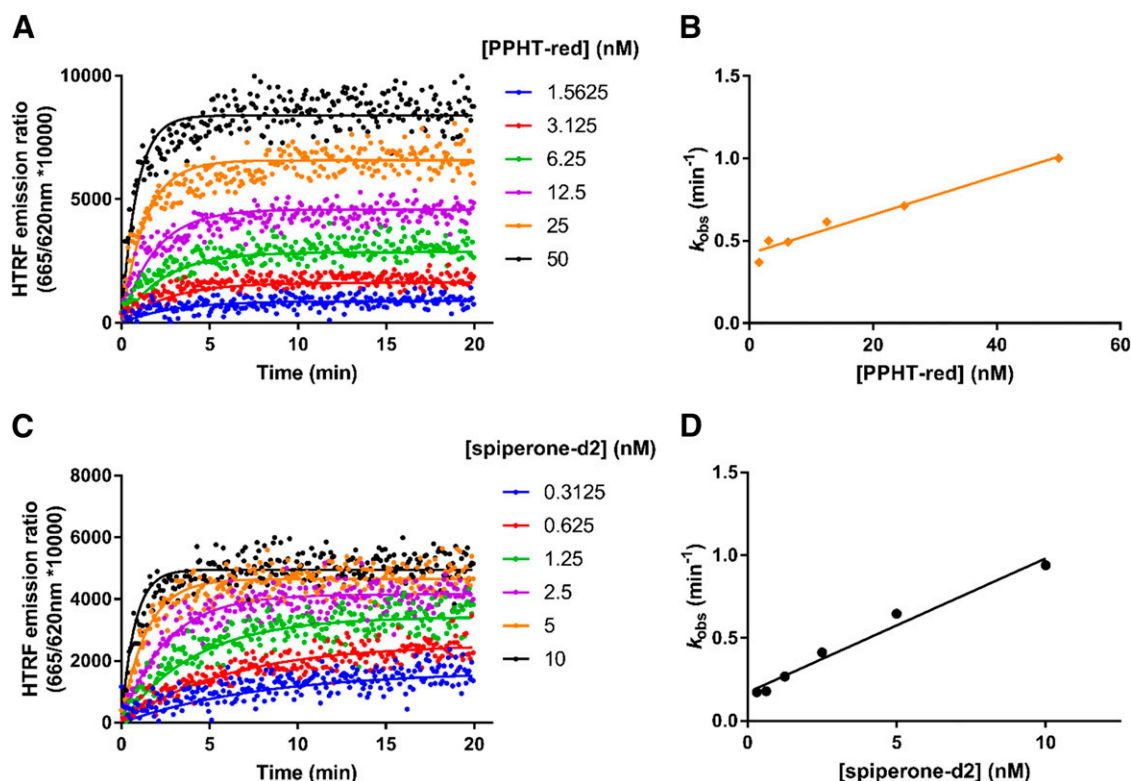 A
[PPHT-red] (nM)
10000
5000
0
HTRF emission ratio
(665/620nm *10000)
0 5 10 15 20
Time (min)
1.5625
3.125
6.25
12.5
25
50
B
1.5
1.0
0.5
0.0
kobs (min-1)
0 20 40 60
[PPHT-red] (nM)
C
[spiperone-d2] (nM)
8000
6000
4000
2000
0
HTRF emission ratio
(665/620nm *10000)
0 5 10 15 20
Time (min)
0.3125
0.625
1.25
2.5
5
10
D
1.5
1.0
0.5
0.0
kobs (min-1)
0 5 10
[spiperone-d2] (nM)